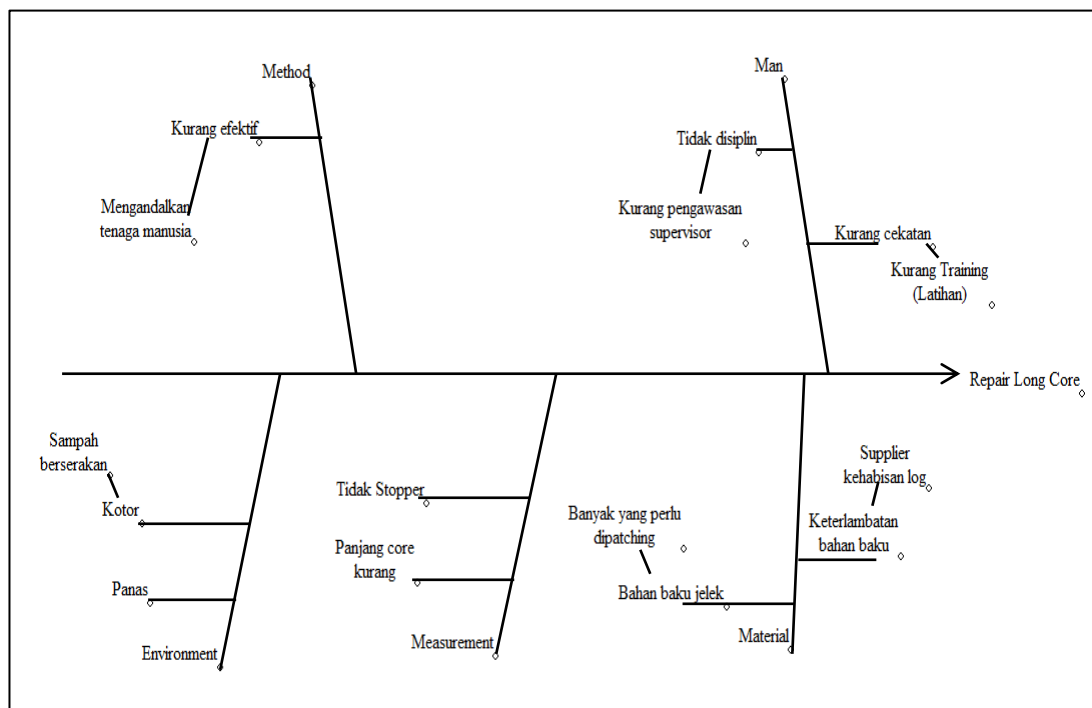 Method
Man
Kurang efektif
Tidak disiplin
Mengandalkan
tenaga manusia
Kurang pengawasan
supervisor
Kurang cekatan
Kurang Training
(Latihan)
Repair Long Core
Sampah
berserakan
Kotor
Panas
Environment
Tidak Stopper
Panjang core
kurang
Measurement
Banyak yang perlu
dipatching
Bahan baku jelek
Material
Supplier
kehabisan log
Keterlambatan
bahan baku